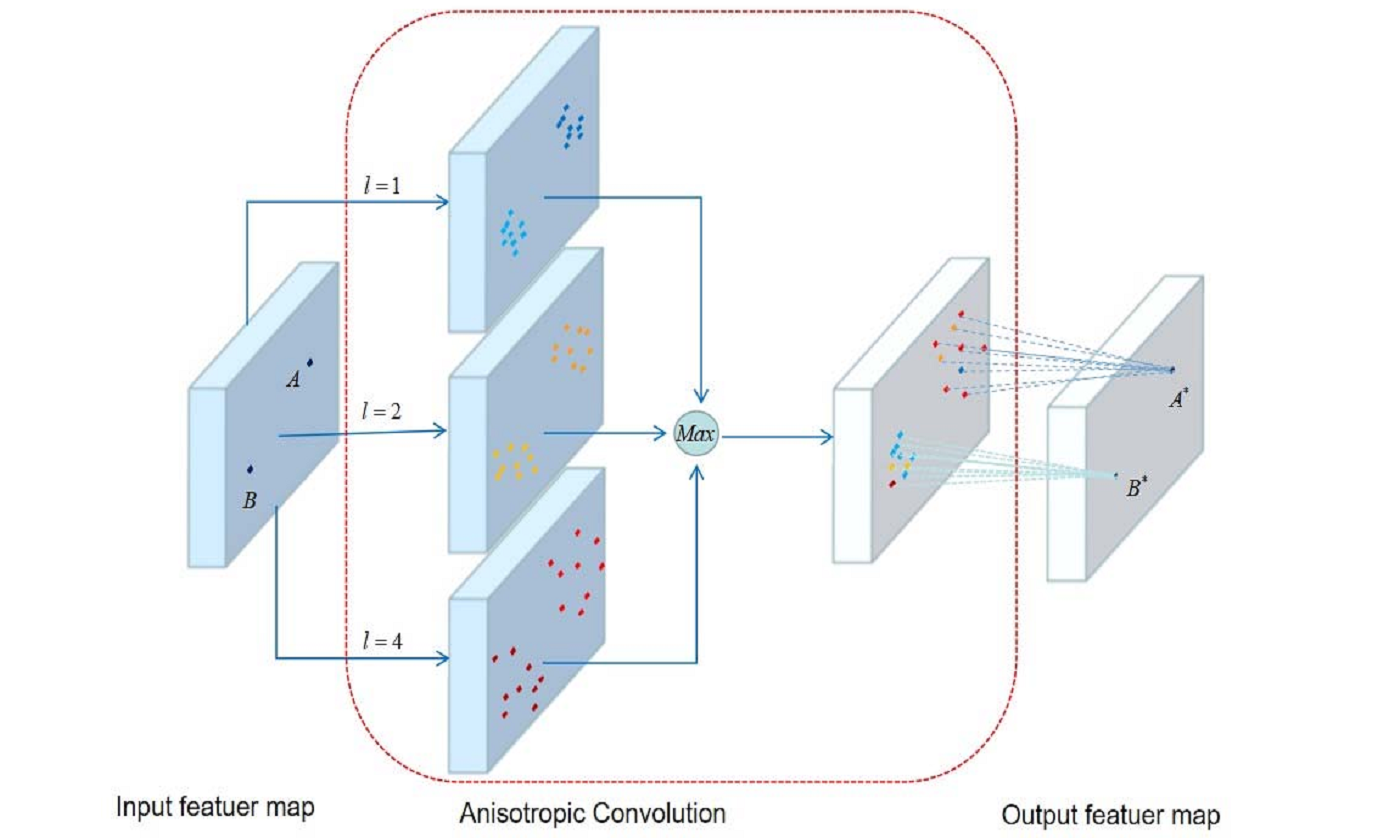 l=1
A
l=2
Max
A*
B
B*
l=4
Input featuer map
Anisotropic Convolution
Output featuer map